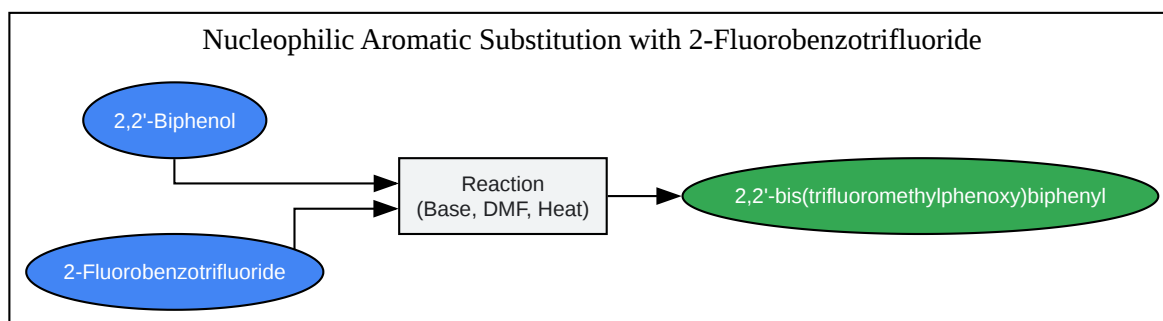 Nucleophilic Aromatic Substitution with 2-Fluorobenzotrifluoride
2,2'-Biphenol
Reaction
(Base, DMF, Heat)
2,2'-bis(trifluoromethylphenoxy)biphenyl
2-Fluorobenzotrifluoride